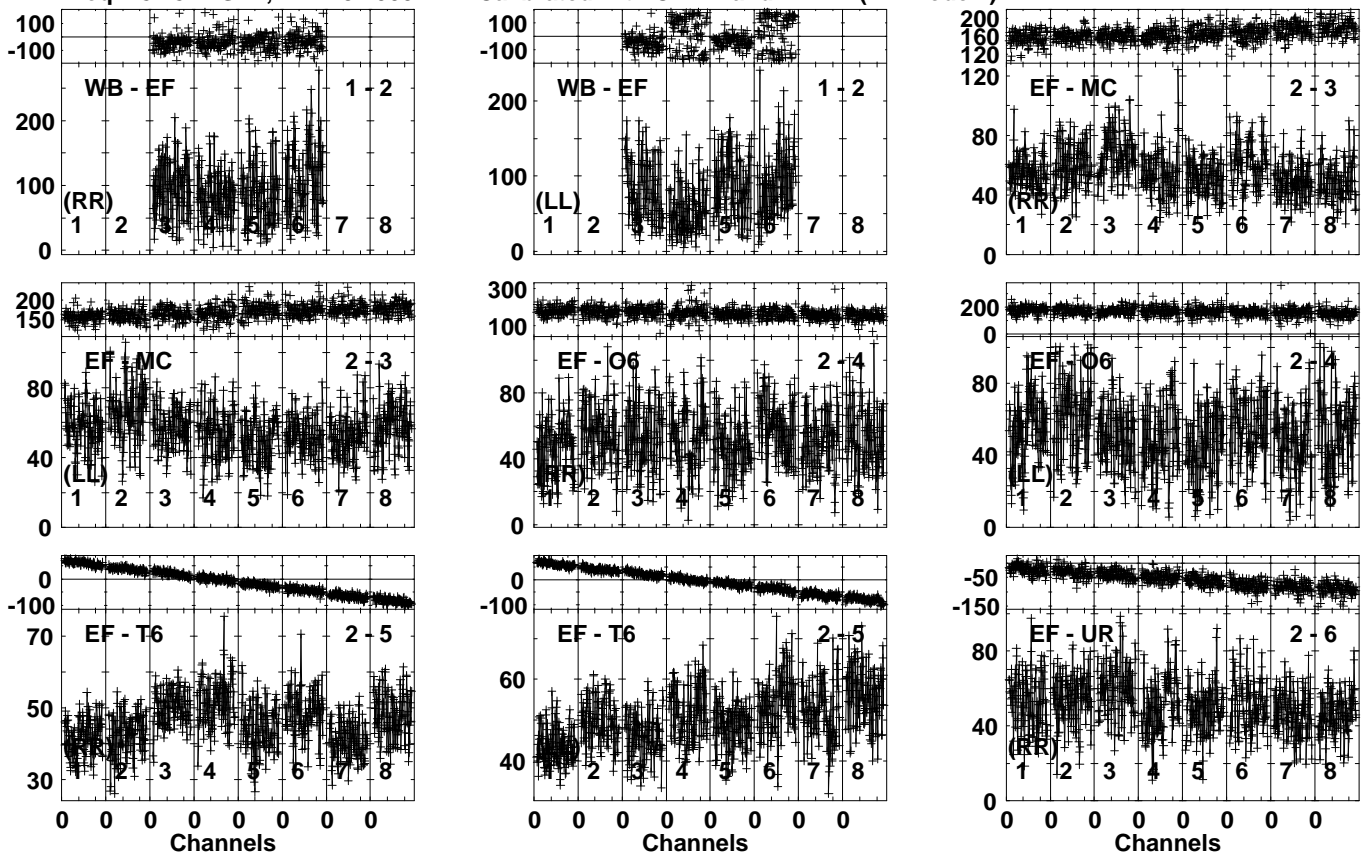 100
-100
WB - EF 1 - 2
200
100
(RR)
1 2 3 4 5 6 7 8
0
100
-100
WB - EF 1 - 2
200
100
(LL)
1 2 3 4 5 6 7 8
0
200
160
120
120
EF - MC 2 - 3
80
40
(RR)
1 2 3 4 5 6 7 8
0
200
150
EF - MC 2 - 3
80
40
(LL)
1 2 3 4 5 6 7 8
0
300
100
EF - O6 2 - 4
80
40
(RR)
1 2 3 4 5 6 7 8
0
200
0
EF - O6 2 - 4
80
40
(LL)
1 2 3 4 5 6 7 8
0
0
-100
EF - T6 2 - 5
70
50
(RR)
1 2 3 4 5 6 7 8
30
0 0 0 0 0 0 0 0
Channels
0
-100
EF - T6 2 - 5
60
40
1 2 3 4 5 6 7 8
0 0 0 0 0 0 0 0
Channels
-50
-150
EF - UR 2 - 6
80
40
(RR)
1 2 3 4 5 6 7 8
0
0 0 0 0 0 0 0 0
Channels